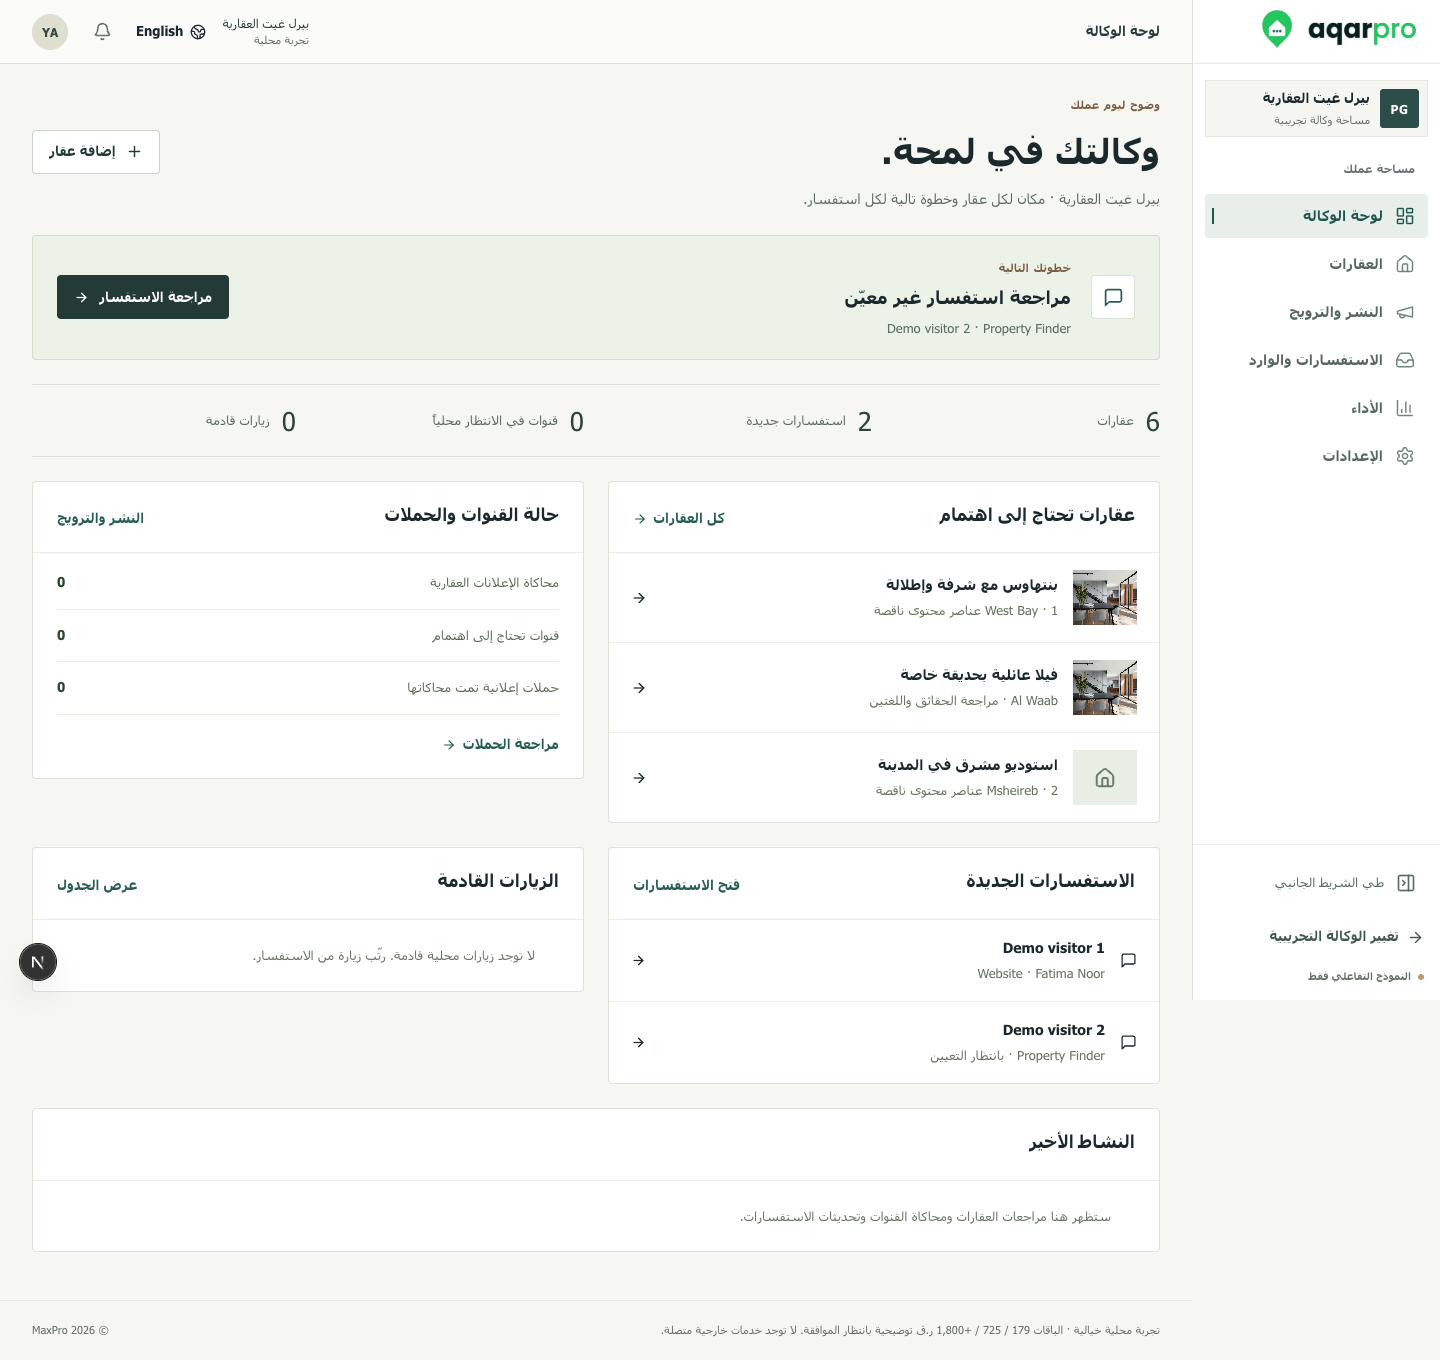 aqarpro
PG
بيرل غيت العقارية
مساحة وكالة تجريبية
مساحة عملك
لوحة الوكالة
العقارات
النشر والترويج
الاستفسارات والوارد
الأداء
الإعدادات
طي الشريط الجانبي
تغيير الوكالة التجريبية
النموذج التفاعلي فقط
لوحة الوكالة
بيرل غيت العقارية
تجربة محلية
English
YA
وضوح ليوم عملك
وكالتك في لمحة.
بيرل غيت العقارية · مكان لكل عقار وخطوة تالية لكل استفسار.
إضافة عقار
خطوتك التالية
مراجعة استفسار غير معيّن
Demo visitor 2 · Property Finder
مراجعة الاستفسار
6 عقارات
2 استفسارات جديدة
0 قنوات في الانتظار محلياً
0 زيارات قادمة
عقارات تحتاج إلى اهتمام
كل العقارات
بنتهاوس مع شرفة وإطلالة
West Bay · 1 عناصر محتوى ناقصة
فيلا عائلية بحديقة خاصة
Al Waab · مراجعة الحقائق واللغتين
استوديو مشرق في المدينة
Msheireb · 2 عناصر محتوى ناقصة
حالة القنوات والحملات
النشر والترويج
محاكاة الإعلانات العقارية 0
قنوات تحتاج إلى اهتمام 0
حملات إعلانية تمت محاكاتها 0
مراجعة الحملات
الاستفسارات الجديدة
فتح الاستفسارات
Demo visitor 1
Website · Fatima Noor
Demo visitor 2
Property Finder · بانتظار التعيين
الزيارات القادمة
عرض الجدول
لا توجد زيارات محلية قادمة. رتّب زيارة من الاستفسار.
N
النشاط الأخير
ستظهر هنا مراجعات العقارات ومحاكاة القنوات وتحديثات الاستفسارات.
تجربة محلية خيالية · الباقات 179 / 725 / +1,800 ر.ق توضيحية بانتظار الموافقة. لا توجد خدمات خارجية متصلة.
© MaxPro 2026